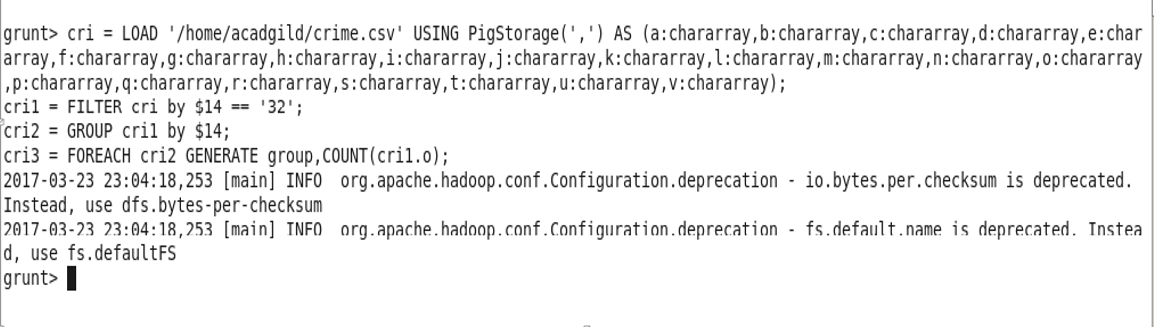 grunt> cri = LOAD '/home/acadgild/crime.csv' USING PigStorage(',') AS (a:chararray,b:chararray,c:chararray,d:chararray,e:char
array,f:chararray,g:chararray,h:chararray,i:chararray,j:chararray,k:chararray,l:chararray,m:chararray,n:chararray,o:chararray
,p:chararray,q:chararray,r:chararray,s:chararray,t:chararray,u:chararray,v:chararray);
cri1 = FILTER cri by $14 == '32';
cri2 = GROUP cri1 by $14;
cri3 = FOREACH cri2 GENERATE group,COUNT(cri1.o);
2017-03-23 23:04:18,253 [main] INFO  org.apache.hadoop.conf.Configuration.deprecation - io.bytes.per.checksum is deprecated.
Instead, use dfs.bytes-per-checksum
2017-03-23 23:04:18,253 [main] INFO  org.apache.hadoop.conf.Configuration.deprecation - fs.default.name is deprecated. Instea
d, use fs.defaultFS
grunt>